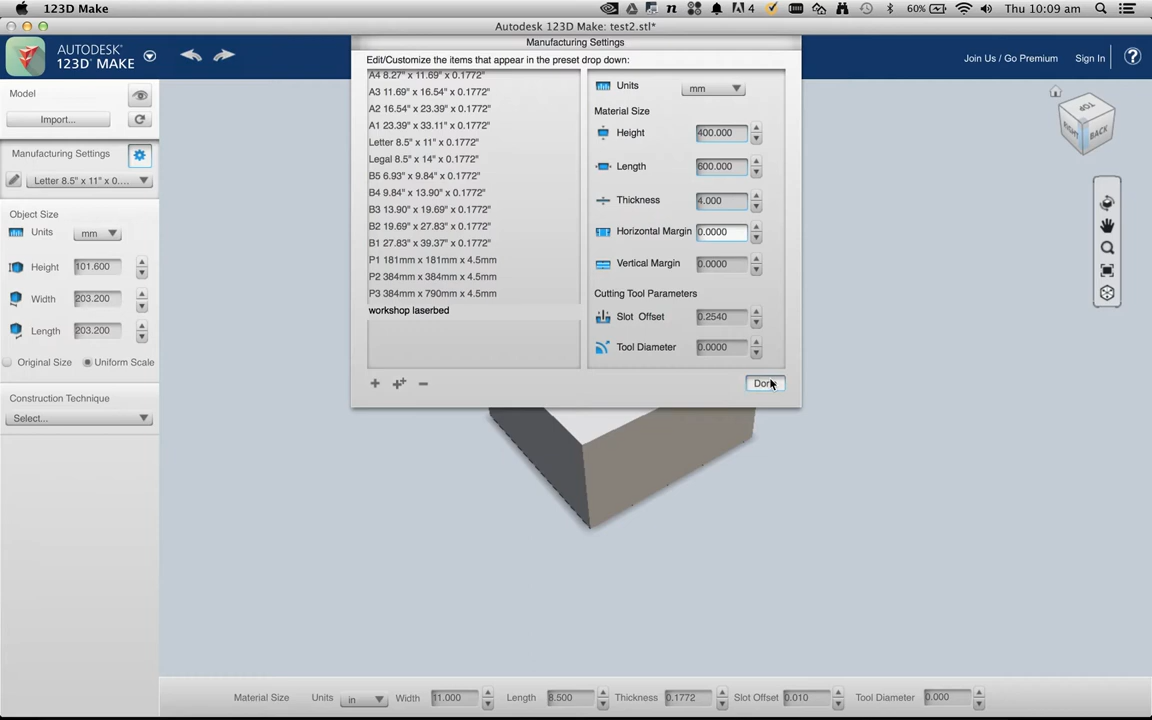 123D Make
4
60%
Thu 10:09 am
Autodesk 123D Make: test2.stl*
AUTODESK®
123D MAKE
Join Us / Go Premium
Sign In
?
Manufacturing Settings
Edit/Customize the items that appear in the preset drop down:
A4 8.27" x 11.69" x 0.1772"
A3 11.69" x 16.54" x 0.1772"
A2 16.54" x 23.39" x 0.1772"
A1 23.39" x 33.11" x 0.1772"
Letter 8.5" x 11" x 0.1772"
Legal 8.5" x 14" x 0.1772"
B5 6.93" x 9.84" x 0.1772"
B4 9.84" x 13.90" x 0.1772"
B3 13.90" x 19.69" x 0.1772"
B2 19.69" x 27.83" x 0.1772"
B1 27.83" x 39.37" x 0.1772"
P1 181mm x 181mm x 4.5mm
P2 384mm x 384mm x 4.5mm
P3 384mm x 790mm x 4.5mm
workshop laserbed
Units mm
Material Size
Height 400.000
Length 600.000
Thickness 4.000
Horizontal Margin 0.0000
Vertical Margin 0.0000
Cutting Tool Parameters
Slot Offset 0.2540
Tool Diameter 0.0000
Model
Import...
Manufacturing Settings
Letter 8.5" x 11" x 0....
Object Size
Units mm
Height 101.600
Width 203.200
Length 203.200
Original Size Uniform Scale
Construction Technique
Select...
TOP
RIGHT
BACK
Material Size Units in Width 11.000 Length 8.500 Thickness 0.1772 Slot Offset 0.010 Tool Diameter 0.000